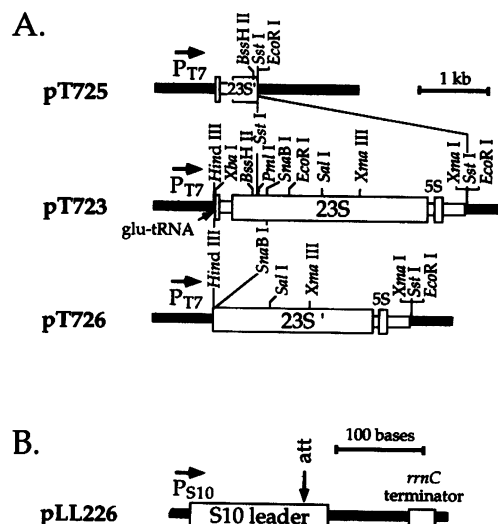 A.
BssH II
Sst I
EcoR I
PT7
pT725
23S'
1 kb
Hind III
Xba I
BssH II
Sst I
Pml I
SnaB I
EcoR I
Sal I
Xma III
Xma I
Sst I
EcoR I
PT7
5S
pT723
23S
glu-tRNA
Hind III
SnaB I
Sal I
Xma III
Xma I
Sst I
EcoR I
PT7
5S
pT726
23S '
B.
att
100 bases
PS10
rrnC
terminator
pLL226
S10 leader